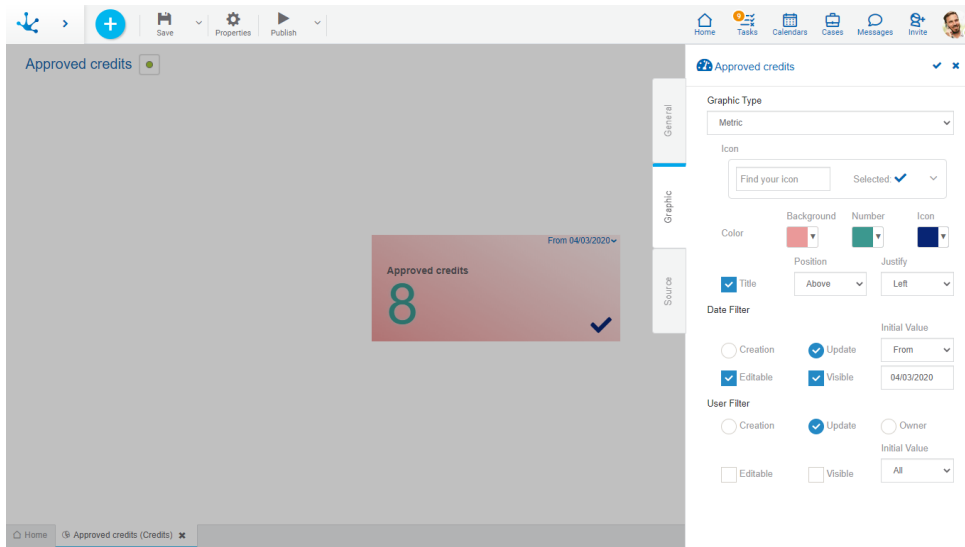 Save
Properties
Publish
Home
9
Tasks
Calendars
Cases
Messages
Invite
Approved credits
Approved credits
General
Graphic
Source
Graphic Type
Metric
Icon
Find your icon
Selected:
Background Number Icon
Color
Position Justify
Title Above Left
Date Filter
Initial Value
Creation Update From
Editable Visible 04/03/2020
User Filter
Creation Update Owner
Initial Value
Editable Visible All
From 04/03/2020
Approved credits
8
Home
Approved credits (Credits)